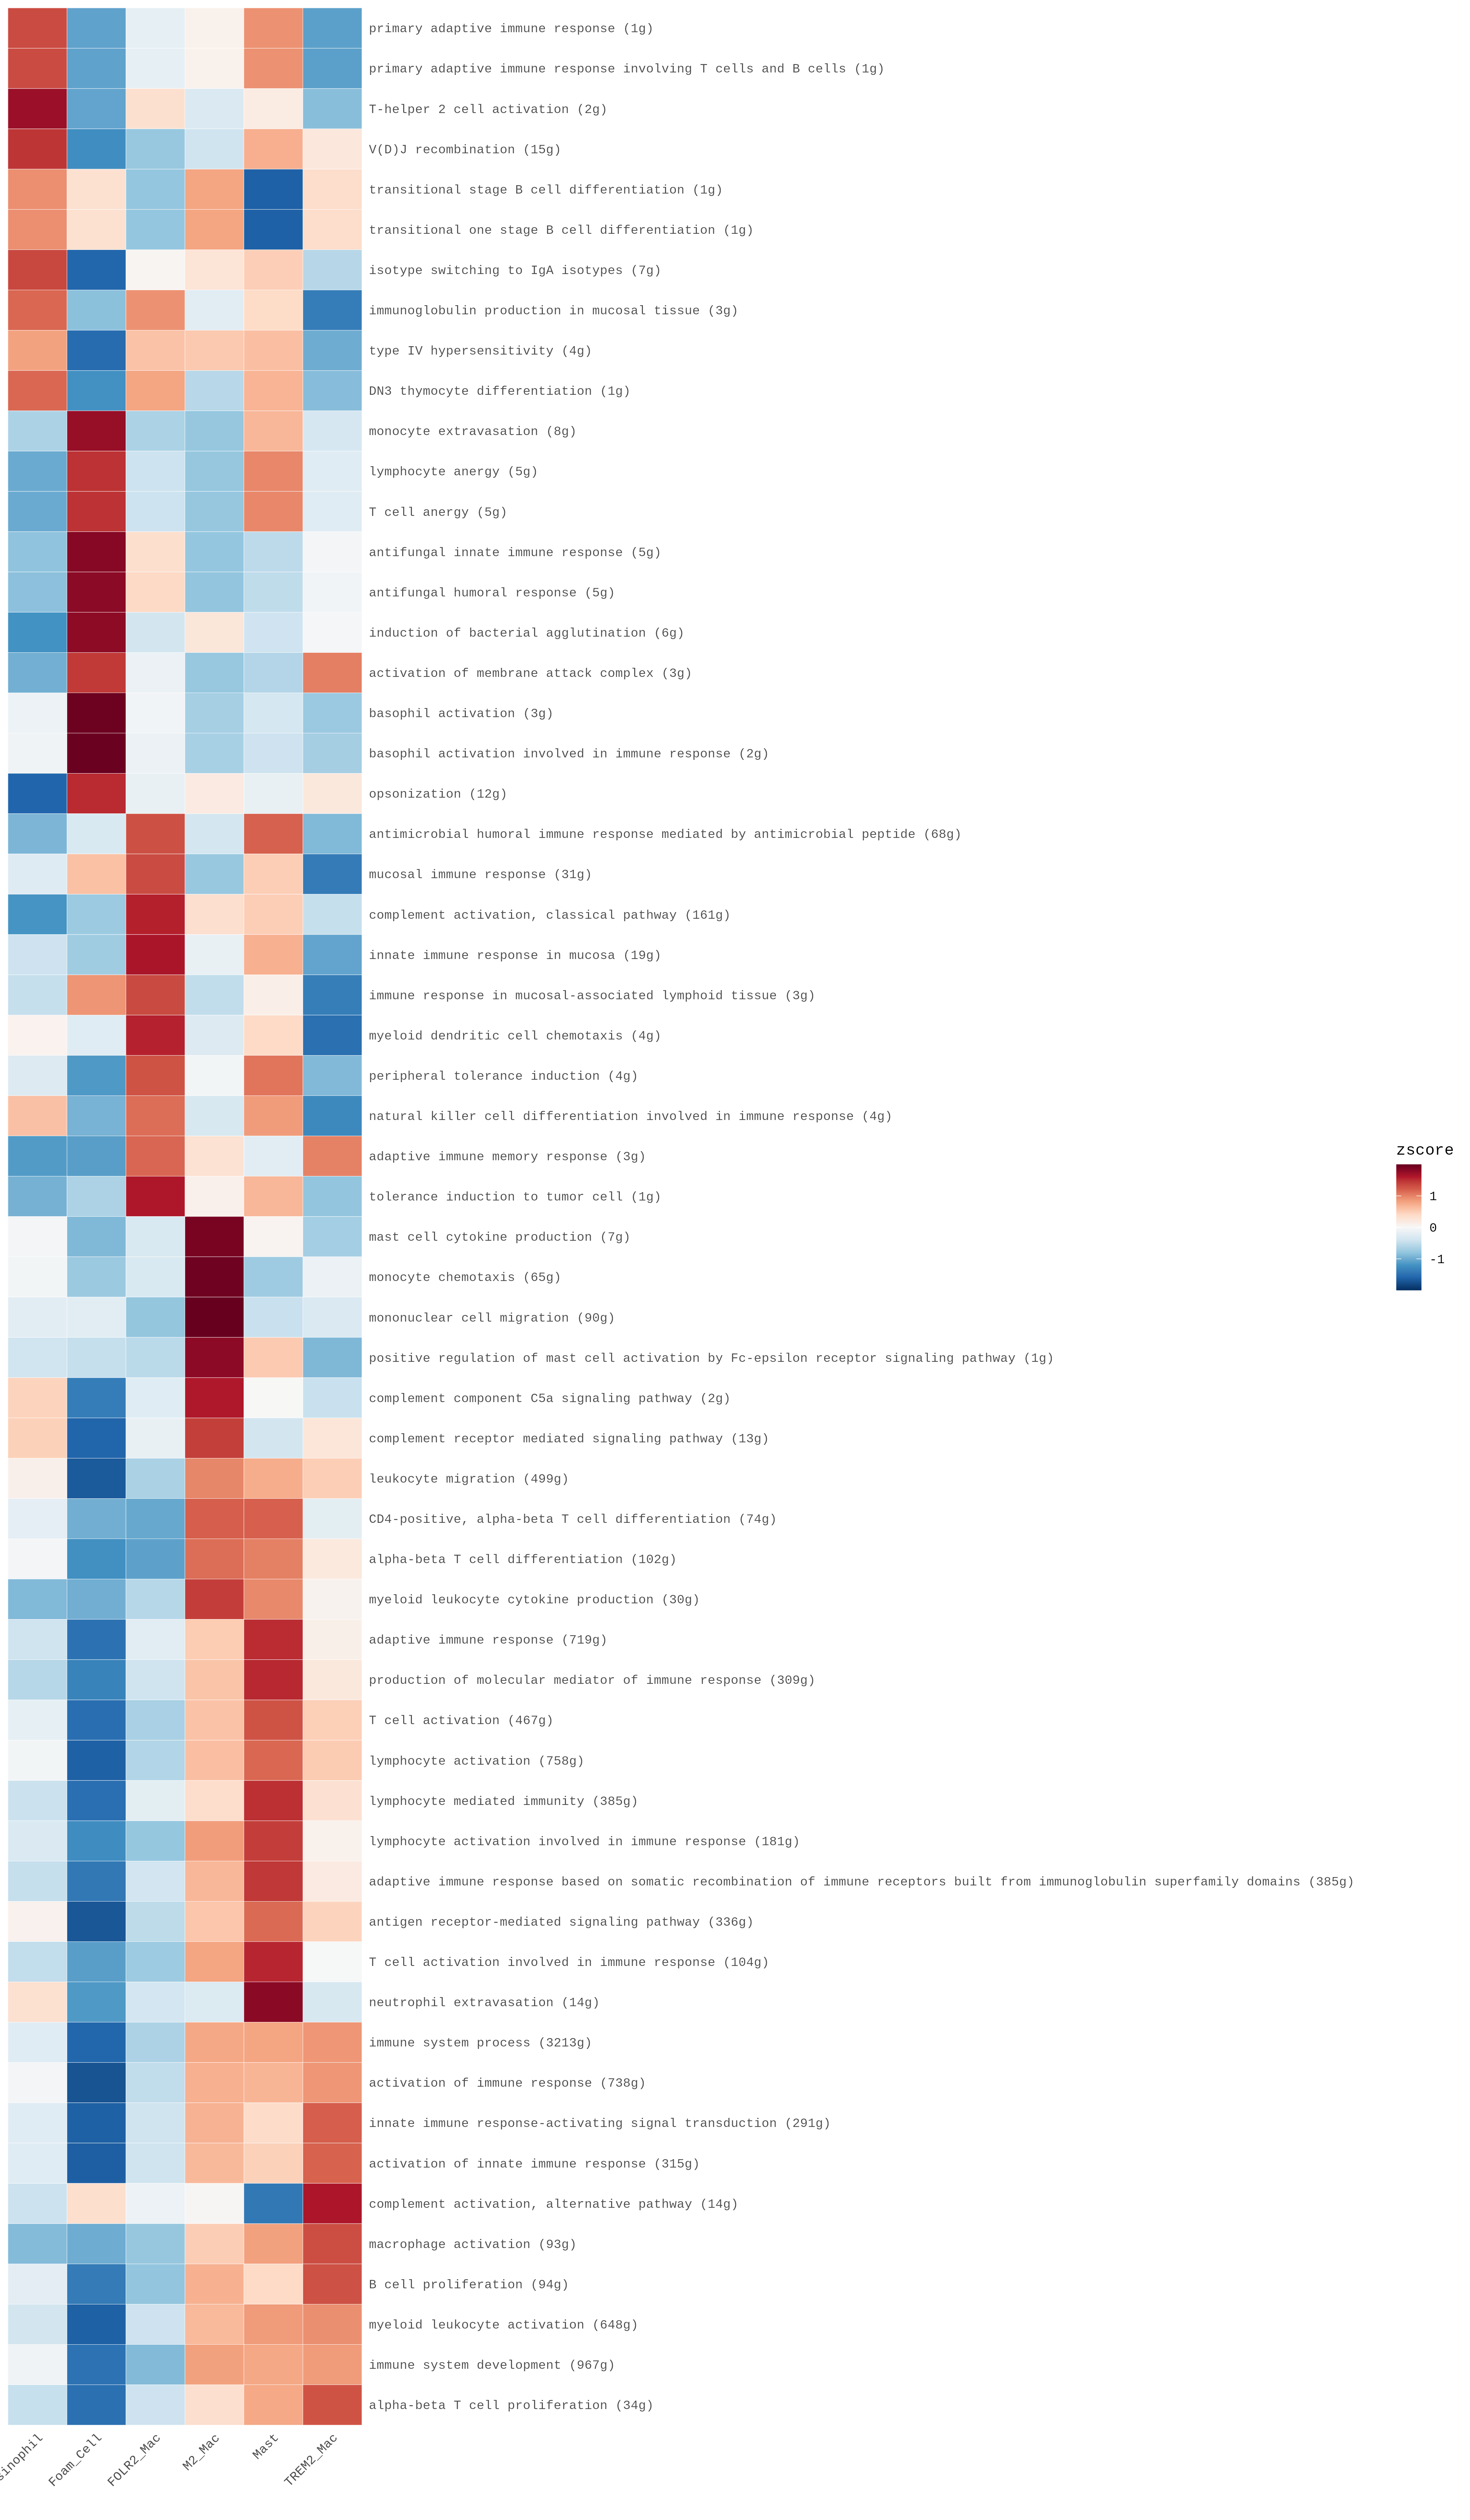 primary adaptive immune response (1g)
primary adaptive immune response involving T cells and B cells (1g)
T-helper 2 cell activation (2g)
V(D)J recombination (15g)
transitional stage B cell differentiation (1g)
transitional one stage B cell differentiation (1g)
isotype switching to IgA isotypes (7g)
immunoglobulin production in mucosal tissue (3g)
type IV hypersensitivity (4g)
DN3 thymocyte differentiation (1g)
monocyte extravasation (8g)
lymphocyte anergy (5g)
T cell anergy (5g)
antifungal innate immune response (5g)
antifungal humoral response (5g)
induction of bacterial agglutination (6g)
activation of membrane attack complex (3g)
basophil activation (3g)
basophil activation involved in immune response (2g)
opsonization (12g)
antimicrobial humoral immune response mediated by antimicrobial peptide (68g)
mucosal immune response (31g)
complement activation, classical pathway (161g)
innate immune response in mucosa (19g)
immune response in mucosal-associated lymphoid tissue (3g)
myeloid dendritic cell chemotaxis (4g)
peripheral tolerance induction (4g)
natural killer cell differentiation involved in immune response (4g)
adaptive immune memory response (3g)
tolerance induction to tumor cell (1g)
mast cell cytokine production (7g)
monocyte chemotaxis (65g)
mononuclear cell migration (90g)
positive regulation of mast cell activation by Fc-epsilon receptor signaling pathway (1g)
complement component C5a signaling pathway (2g)
complement receptor mediated signaling pathway (13g)
leukocyte migration (499g)
CD4-positive, alpha-beta T cell differentiation (74g)
alpha-beta T cell differentiation (102g)
myeloid leukocyte cytokine production (30g)
adaptive immune response (719g)
production of molecular mediator of immune response (309g)
T cell activation (467g)
lymphocyte activation (758g)
lymphocyte mediated immunity (385g)
lymphocyte activation involved in immune response (181g)
adaptive immune response based on somatic recombination of immune receptors built from immunoglobulin superfamily domains (385g)
antigen receptor-mediated signaling pathway (336g)
T cell activation involved in immune response (104g)
neutrophil extravasation (14g)
immune system process (3213g)
activation of immune response (738g)
innate immune response-activating signal transduction (291g)
activation of innate immune response (315g)
complement activation, alternative pathway (14g)
macrophage activation (93g)
B cell proliferation (94g)
myeloid leukocyte activation (648g)
immune system development (967g)
alpha-beta T cell proliferation (34g)
sinophil
Foam_Cell
FOLR2_Mac
M2_Mac
Mast
TREM2_Mac
zscore
1
0
-1